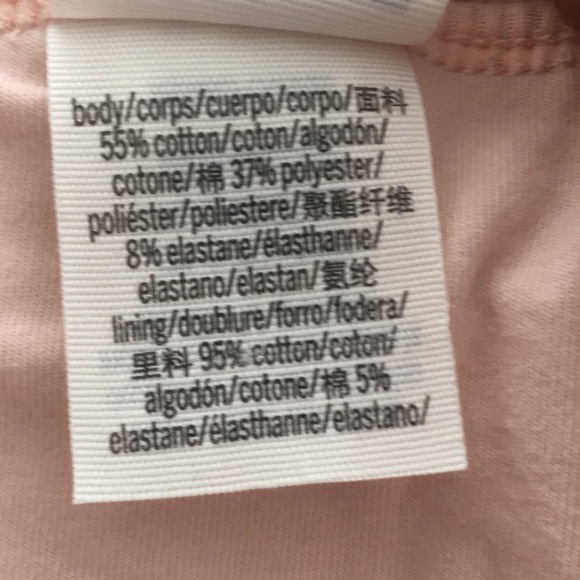 body/corps/cuerpo/corpo/面料
55% cotton/coton/algodón/
cotone/棉 37% polyester/
poliéster/poliestere/聚酯纤维
8% elastane/élasthanne/
elastano/elastan/氨纶
lining/doublure/forro/fodera/
里料 95% cotton/coton/
algodón/cotone/棉 5%
elastane/élasthanne/elastano/